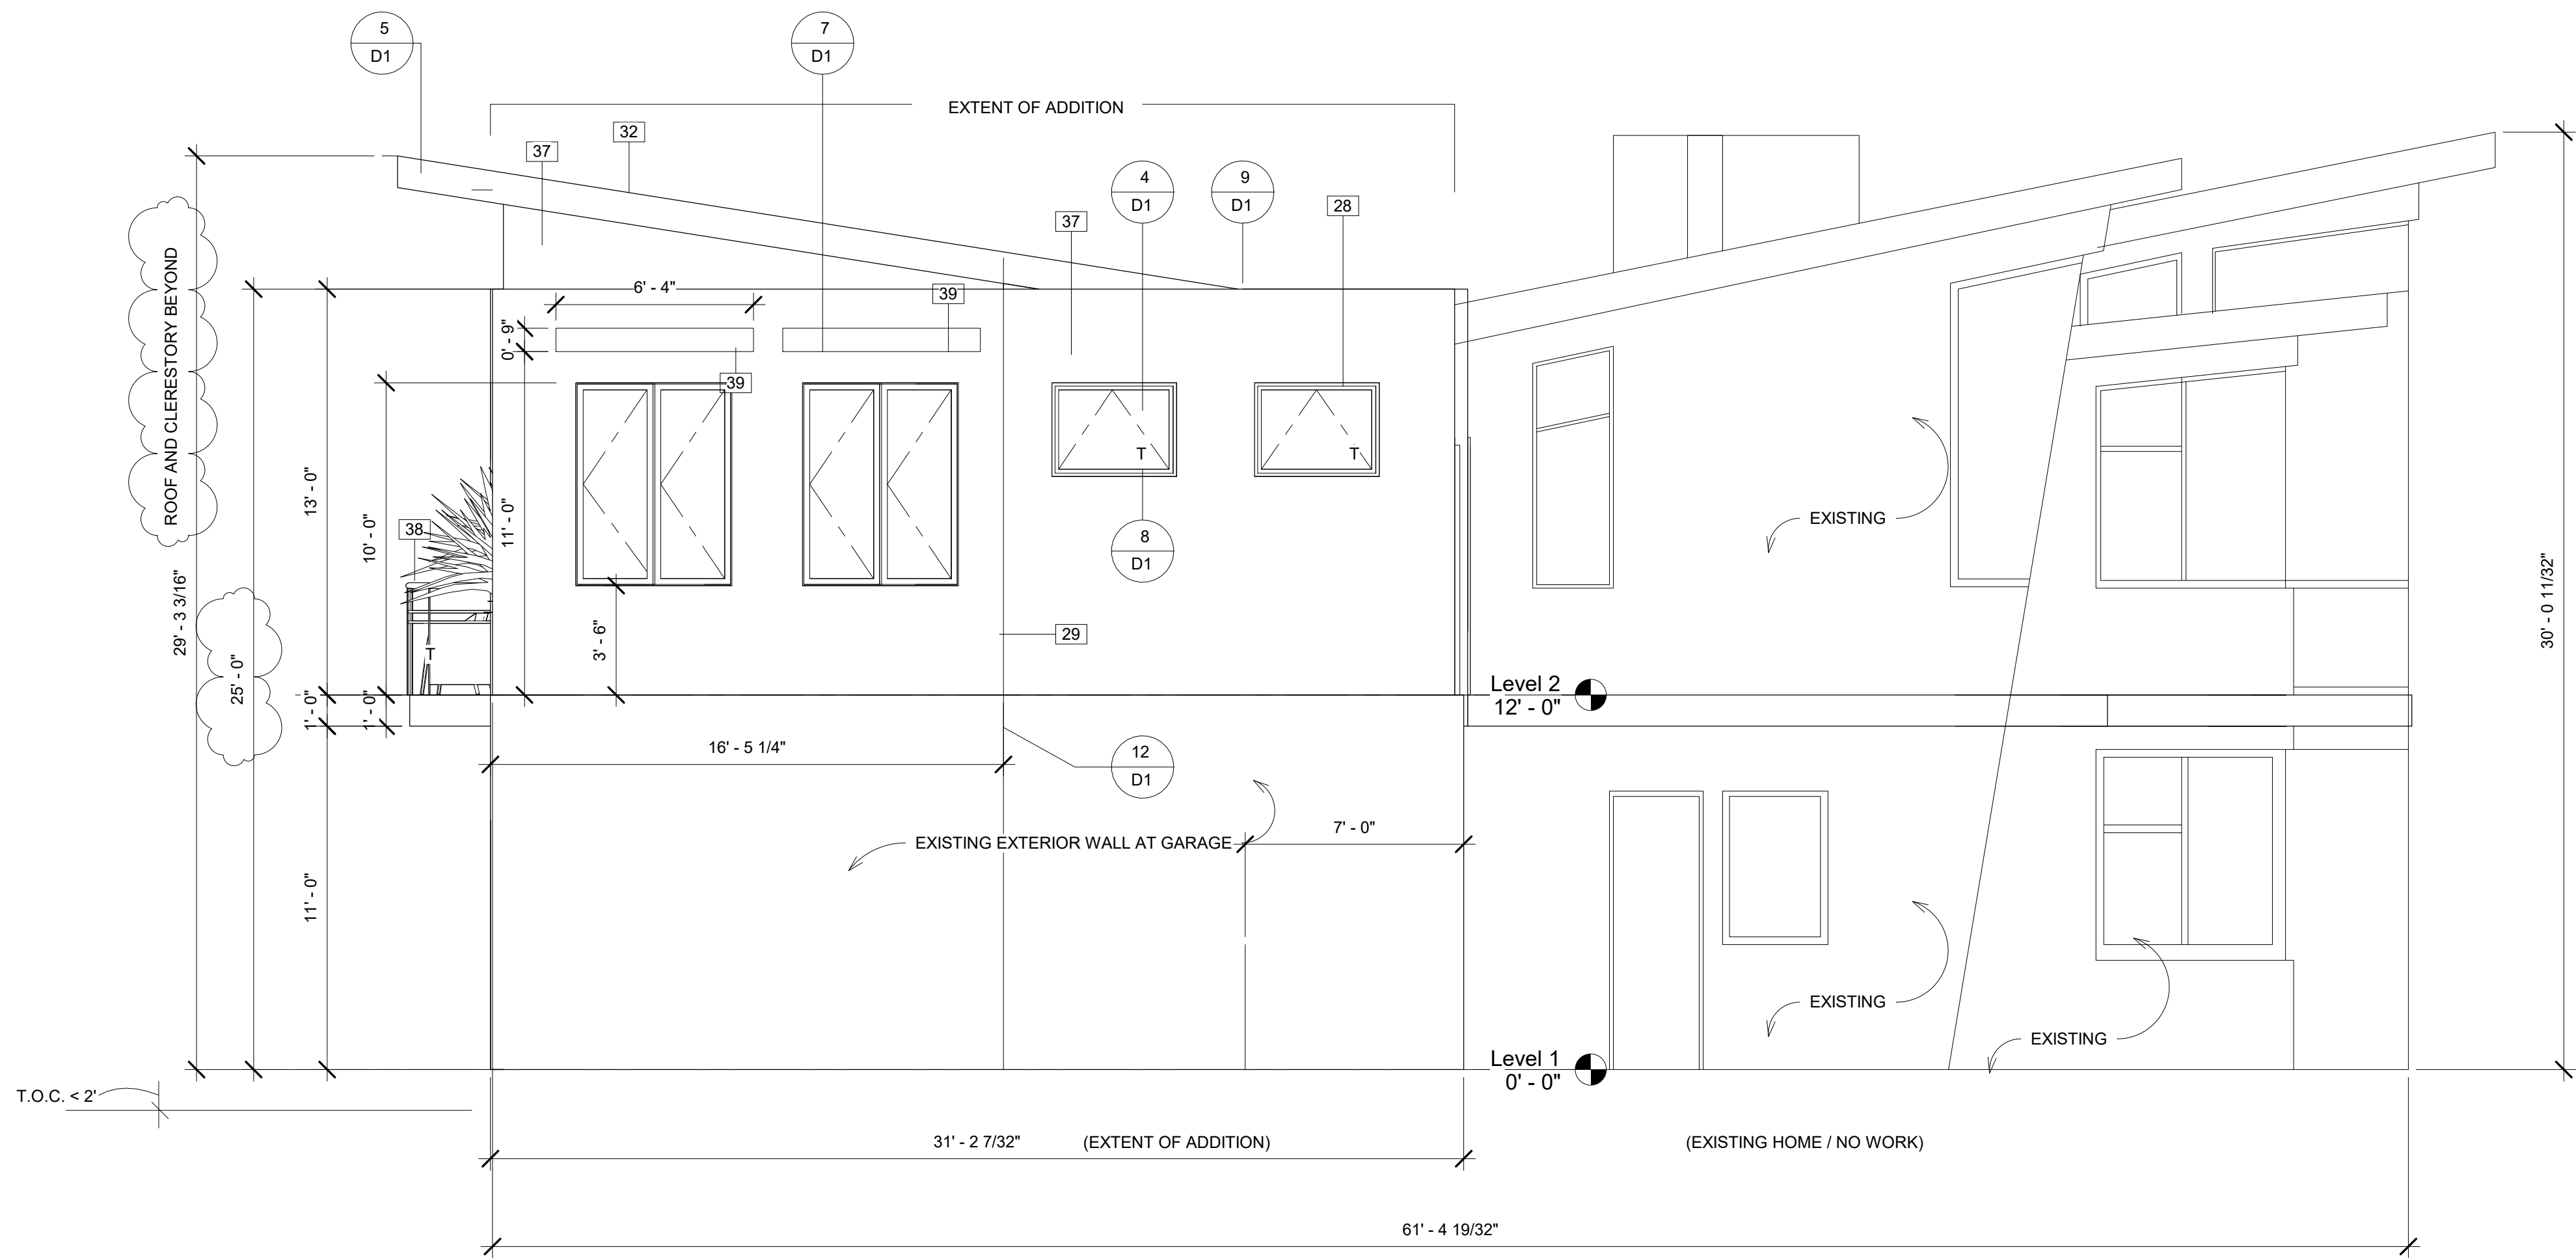 5
D1
7
D1
EXTENT OF ADDITION
32
37
4
D1
9
D1
28
37
6' - 4"
39
0' - 9"
39
ROOF AND CLERESTORY BEYOND
13' - 0"
10' - 0"
11' - 0"
38
T
T
T
EXISTING
8
D1
29' - 3 3/16"
25' - 0"
3' - 6"
29
30' - 0 11/32"
Level 2
12' - 0"
1' - 0"
1' - 0"
16' - 5 1/4"
12
D1
7' - 0"
EXISTING EXTERIOR WALL AT GARAGE
11' - 0"
EXISTING
EXISTING
Level 1
0' - 0"
T.O.C. < 2'
31' - 2 7/32"
(EXTENT OF ADDITION)
(EXISTING HOME / NO WORK)
61' - 4 19/32"